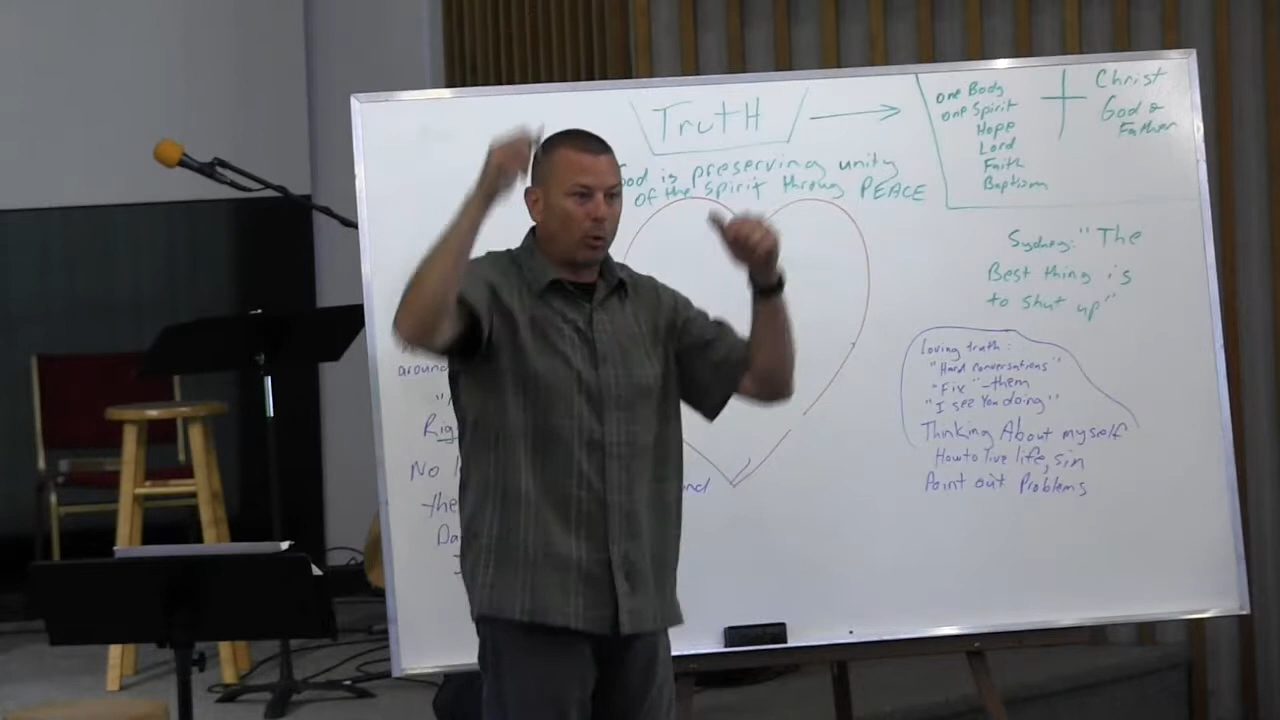 TrutH
God is preserving unity
of the Spirit through PEACE
one Body
one Spirit
Hope
Lord
Faith
Baptism
Christ
God &
Father
Sydney: "The
Best thing is
to shut up"
around
No
the
Loving truth:
"Hard conversations"
"Fix"-them
"I see You doing"
Thinking About myself
How to live life, sin
Point out Problems